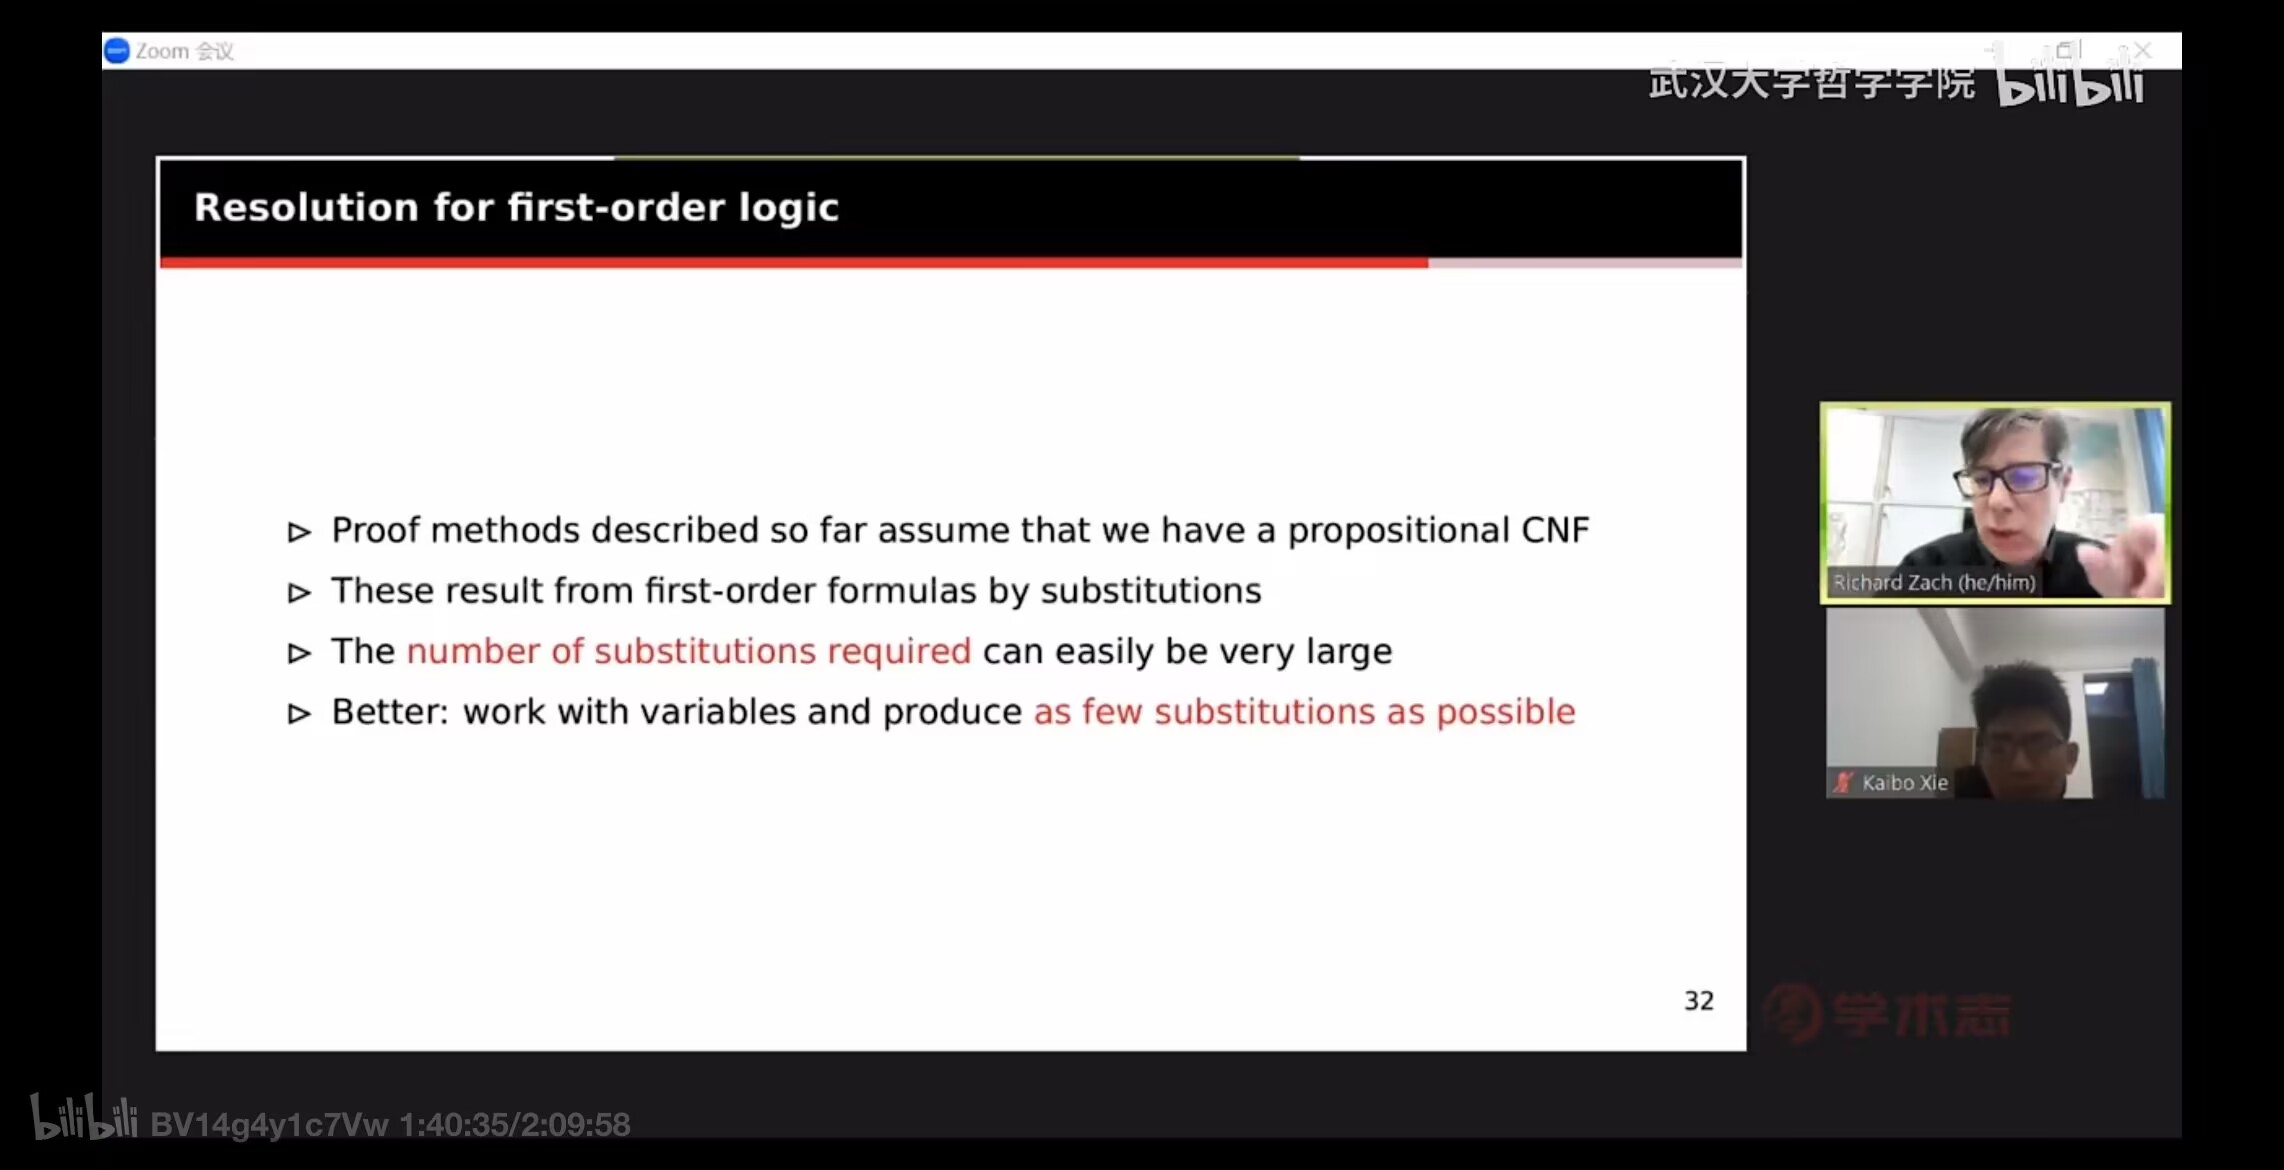 Zoom 会议
武汉大学哲学学院 bilibili
Resolution for first-order logic
▷ Proof methods described so far assume that we have a propositional CNF
▷ These result from first-order formulas by substitutions
▷ The number of substitutions required can easily be very large
▷ Better: work with variables and produce as few substitutions as possible
32
Richard Zach (he/him)
Kaibo Xie
学术志
bilibili BV14g4y1c7Vw 1:40:35/2:09:58